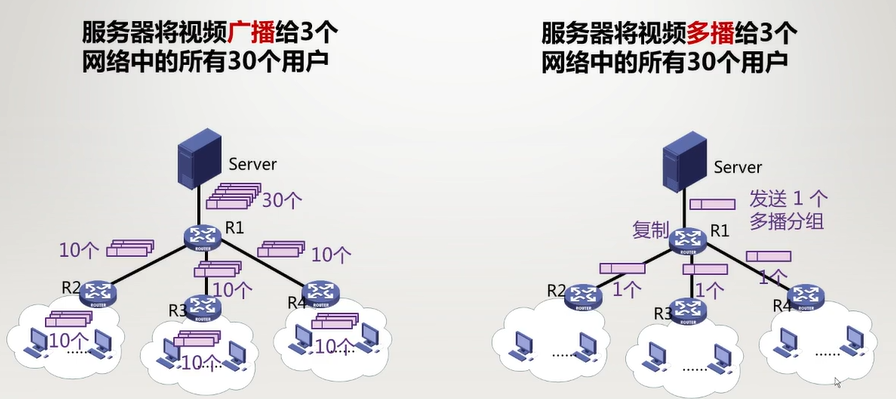 服务器将视频广播给3个
网络中的所有30个用户
Server
30个
R1
10个
10个
R2
10个
R3
R4
10个
10个
10个
......
......
......
服务器将视频多播给3个
网络中的所有30个用户
Server
发送 1 个
多播分组
复制
R1
R2
1个
1个
1个
R3
R4
......
......
......